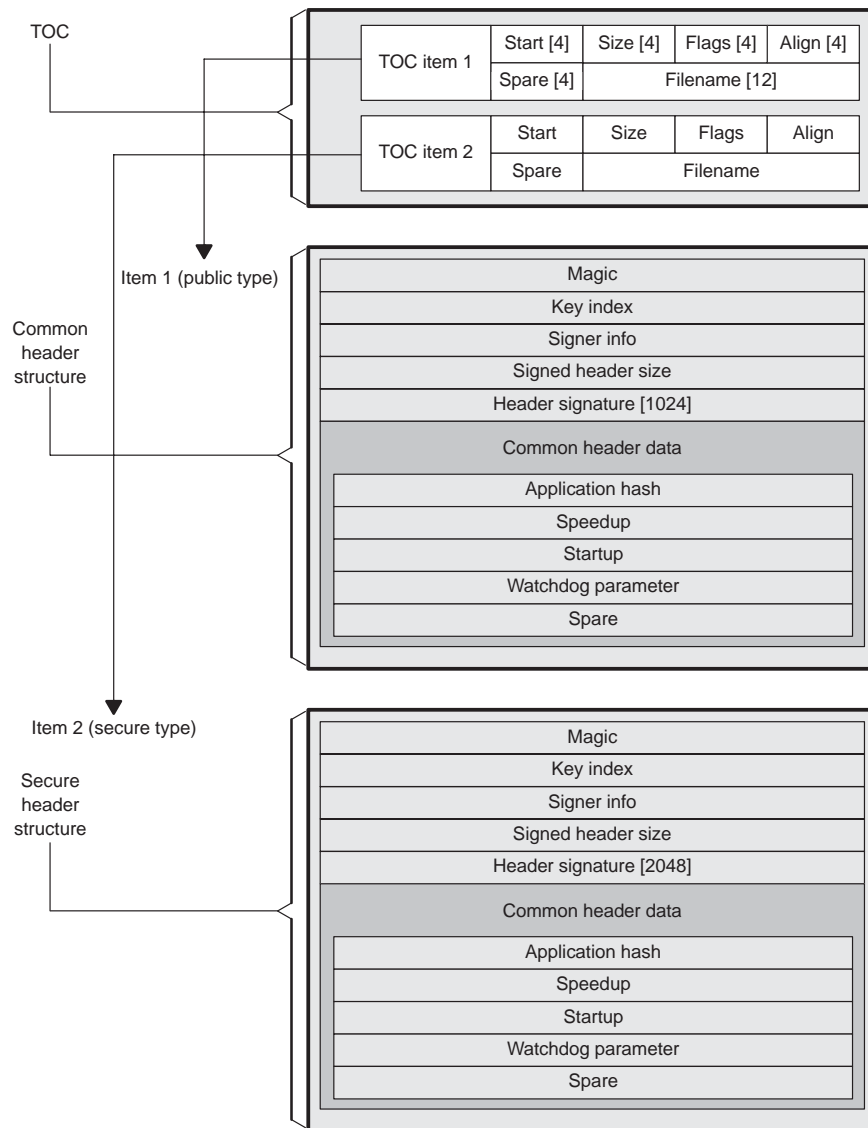 TOC
TOC item 1
Start [4]
Size [4]
Flags [4]
Align [4]
Spare [4]
Filename [12]
TOC item 2
Start
Size
Flags
Align
Spare
Filename
Item 1 (public type)
Common
header
structure
Magic
Key index
Signer info
Signed header size
Header signature [1024]
Common header data
Application hash
Speedup
Startup
Watchdog parameter
Spare
Item 2 (secure type)
Secure
header
structure
Magic
Key index
Signer info
Signed header size
Header signature [2048]
Common header data
Application hash
Speedup
Startup
Watchdog parameter
Spare